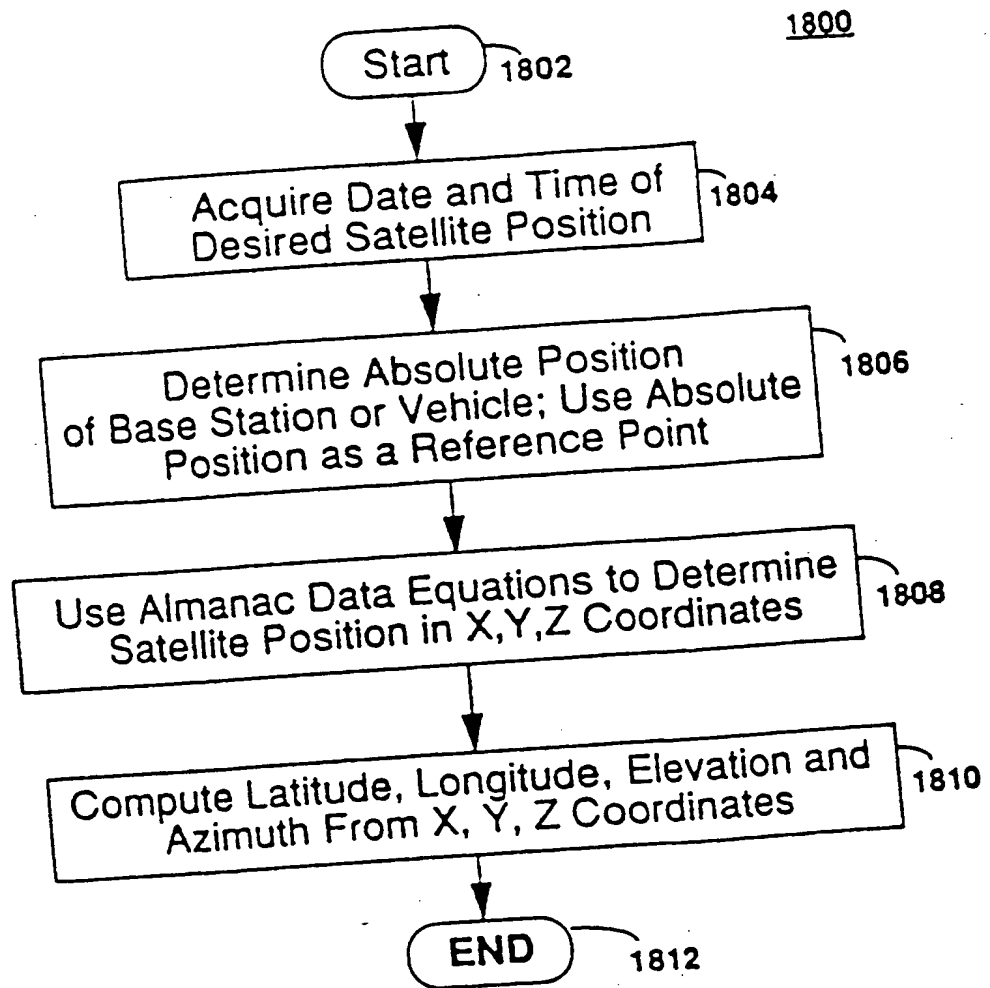 1800
Start
1802
Acquire Date and Time of
Desired Satellite Position
1804
Determine Absolute Position
of Base Station or Vehicle; Use Absolute
Position as a Reference Point
1806
Use Almanac Data Equations to Determine
Satellite Position in X,Y,Z Coordinates
1808
Compute Latitude, Longitude, Elevation and
Azimuth From X, Y, Z Coordinates
1810
END
1812